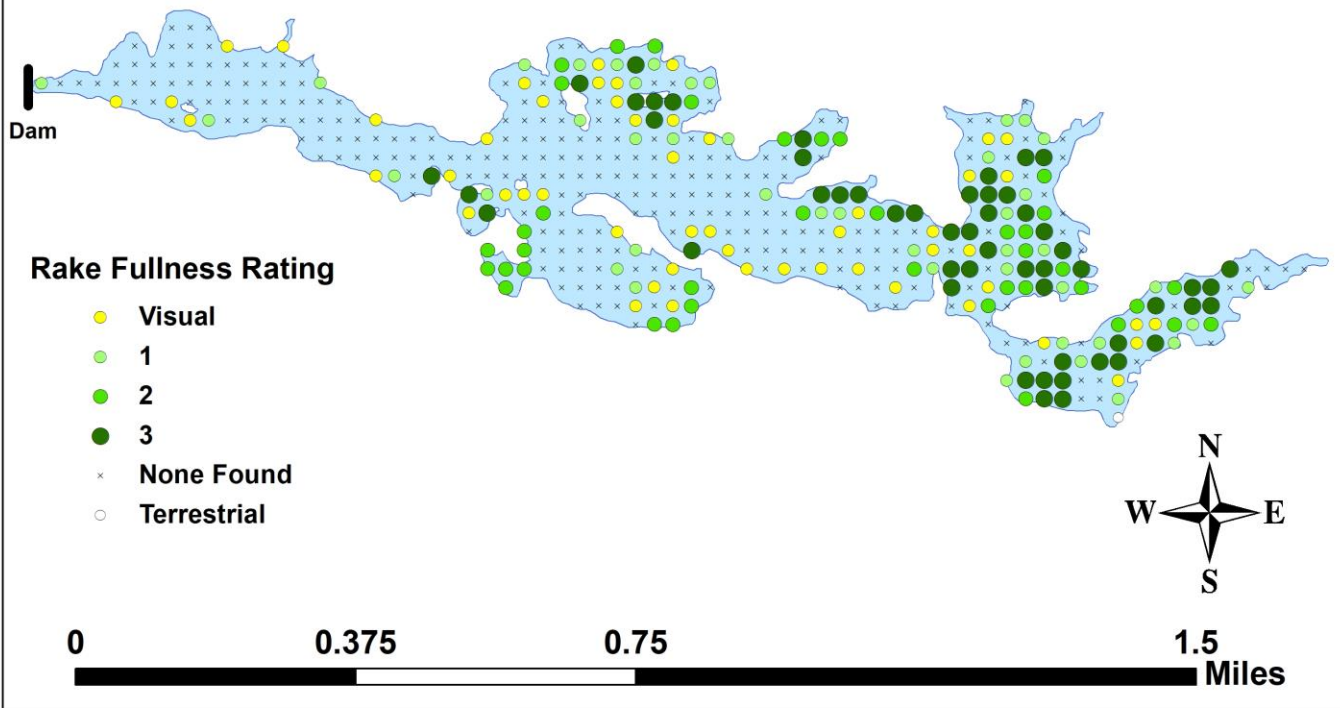 Dam
Rake Fullness Rating
Visual
1
2
3
None Found
Terrestrial
N
W E
S
0 0.375 0.75 1.5
Miles